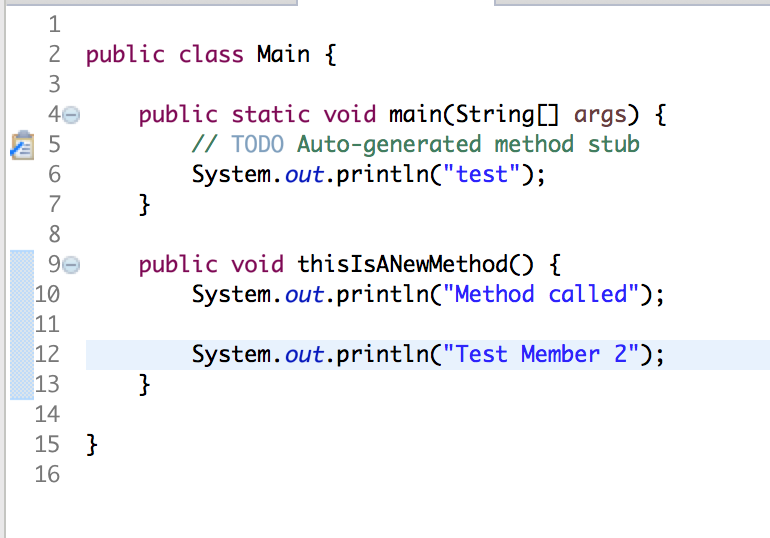 1
2 public class Main {
3
4 public static void main(String[] args) {
5 // TODO Auto-generated method stub
6 System.out.println("test");
7 }
8
9 public void thisIsANewMethod() {
10 System.out.println("Method called");
11
12 System.out.println("Test Member 2");
13 }
14
15 }
16